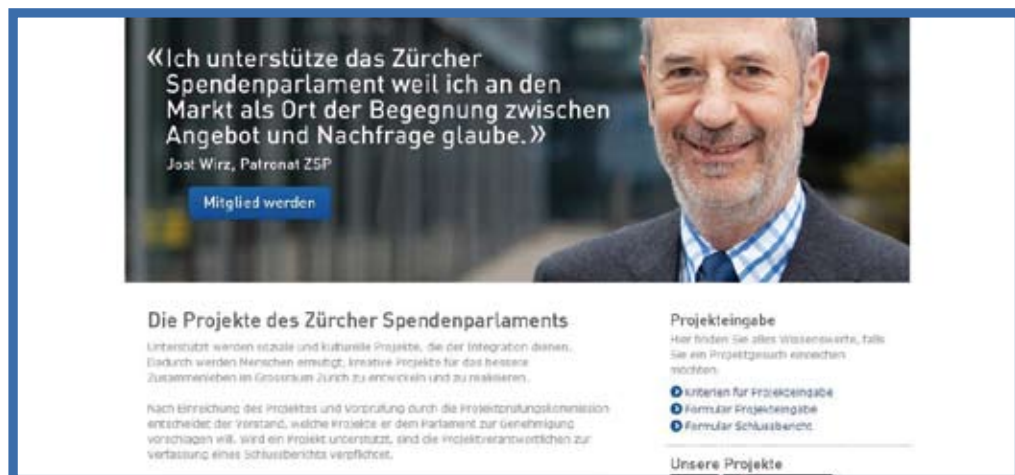 «Ich unterstütze das Zürcher
Spendenparlament weil ich an den
Markt als Ort der Begegnung zwischen
Angebot und Nachfrage glaube.»
Jost Wirz, Patronat ZSP
Mitglied werden
Die Projekte des Zürcher Spendenparlaments
Unterstützt werden soziale und kulturelle Projekte, die der Integration dienen.
Dadurch werden Menschen ermutigt, kreative Projekte für das bessere
Zusammenleben im Grossraum Zürich zu entwickeln und zu realisieren.
Nach Einreichung des Projektes und Vorprüfung durch die Projektprüfungskommission
entscheidet der Vorstand, welche Projekte er dem Parlament zur Genehmigung
vorschlagen will. Wird ein Projekt unterstützt, sind die Projektverantwortlichen zur
Verfassung eines Schlussberichts verpflichtet.
Projekteingabe
Hier finden Sie alles Wissenswerte, falls
Sie ein Projektgesuch einreichen
möchten.
Kriterien für Projekteingabe
Formular Projekteingabe
Formular Schlussbericht
Unsere Projekte